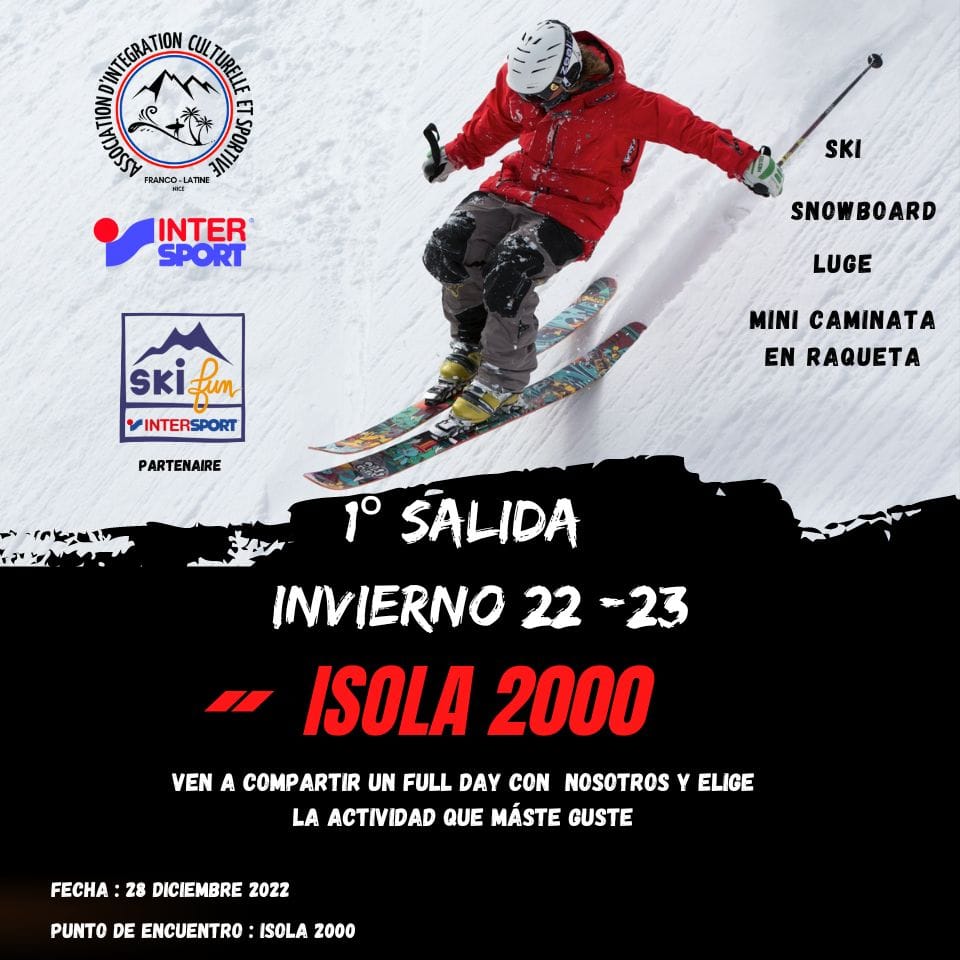 ASSOCIATION D'INTEGRATION CULTURELLE ET SPORTIVE
FRANCO - LATINE
NICE
INTER
SPORT
SKI fun
INTERSPORT
PARTENAIRE
SKI
SNOWBOARD
LUGE
MINI CAMINATA
EN RAQUETA
1° SALIDA
INVIERNO 22 -23
ISOLA 2000
VEN A COMPARTIR UN FULL DAY CON NOSOTROS Y ELIGE
LA ACTIVIDAD QUE MÁSTE GUSTE
FECHA : 28 DICIEMBRE 2022
PUNTO DE ENCUENTRO : ISOLA 2000